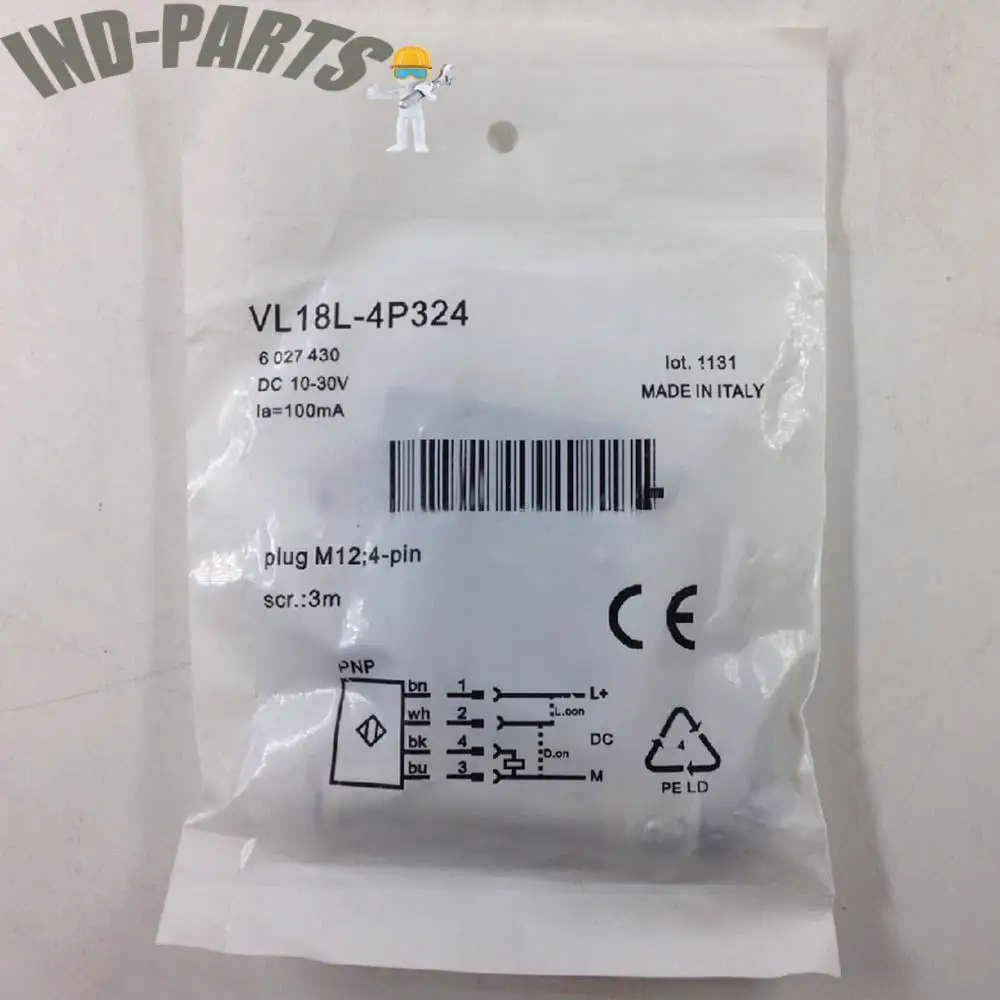 IND-PARTS
VL18L-4P324
6 027 430
DC 10-30V
Ia=100mA
lot. 1131
MADE IN ITALY
plug M12;4-pin
scr.:3m
CE
PNP
bn 1 L+
wh 2 L.oon
bk 4 D.on DC
bu 3 M
4
PE LD